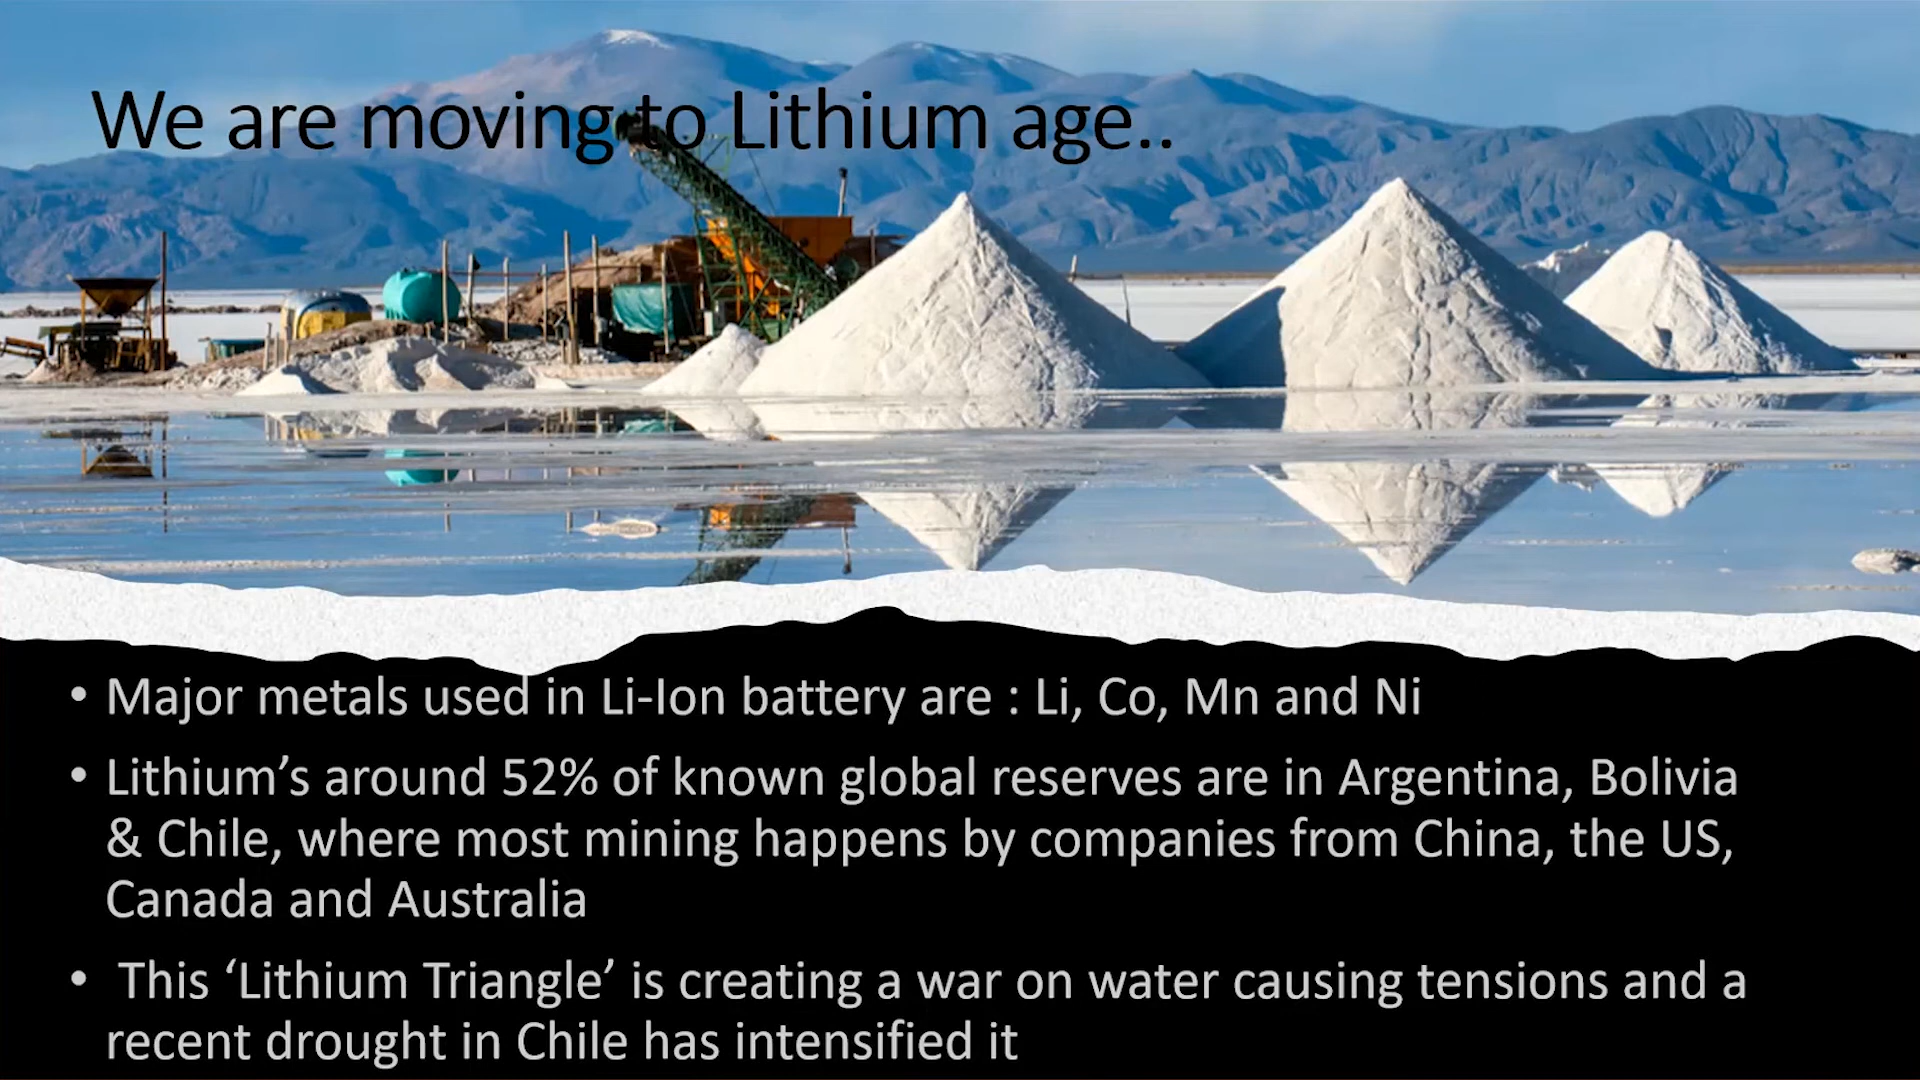 We are moving to Lithium age..
• Major metals used in Li-Ion battery are : Li, Co, Mn and Ni
• Lithium’s around 52% of known global reserves are in Argentina, Bolivia
& Chile, where most mining happens by companies from China, the US,
Canada and Australia
• This ‘Lithium Triangle’ is creating a war on water causing tensions and a
recent drought in Chile has intensified it